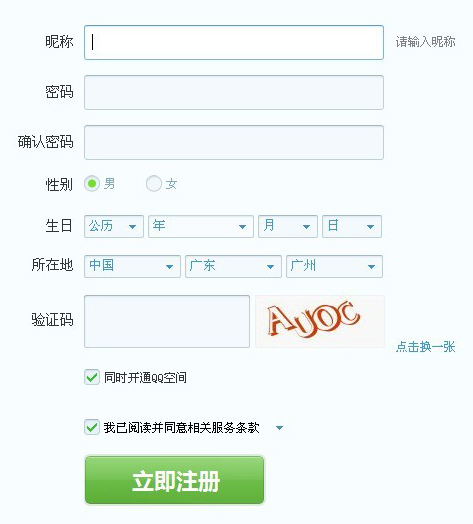 昵称 请输入昵称
密码
确认密码
性别 男 女
生日 公历 年 月 日
所在地 中国 广东 广州
验证码 AUOC 点击换一张
同时开通QQ空间
我已阅读并同意相关服务条款
立即注册